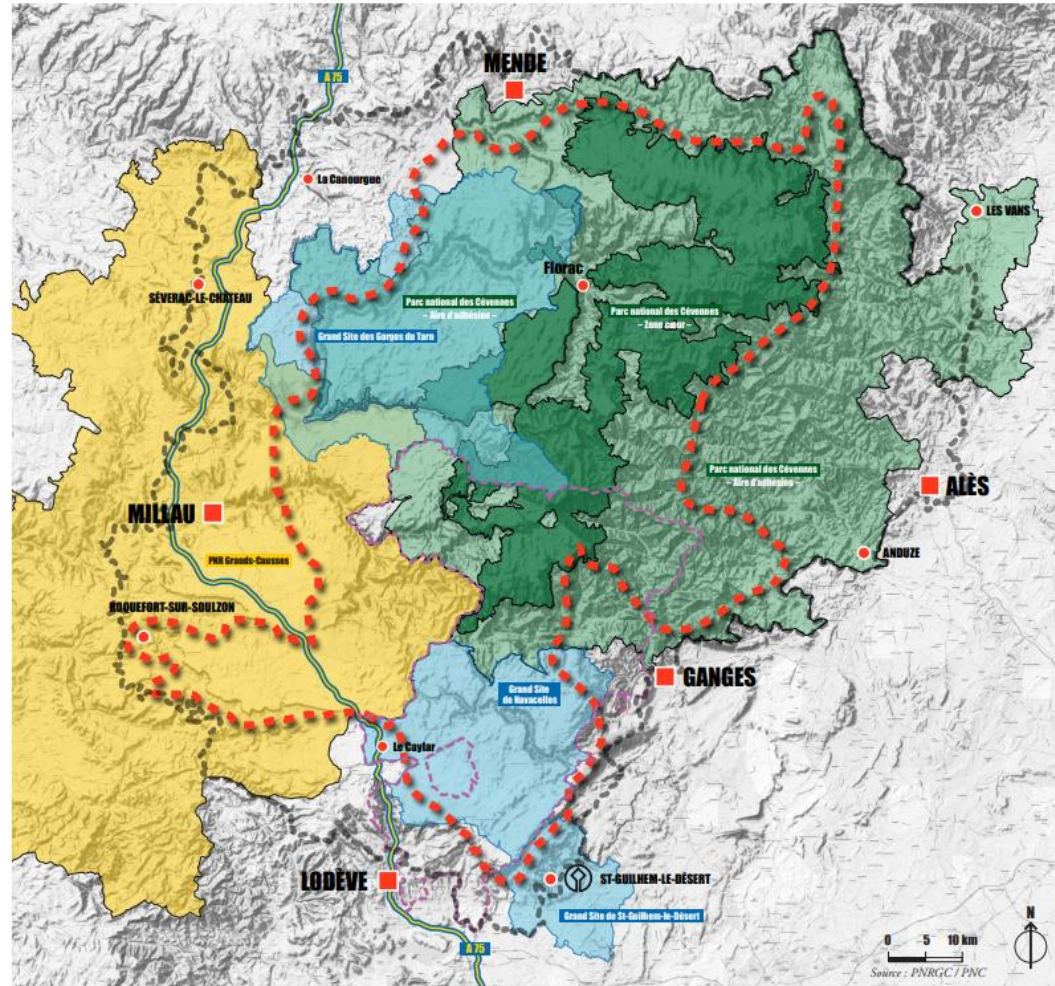 A 75
MENDE
La Canourgue
LES VANS
SÉVERAC-LE-CHATEAU
Florac
Parc national des Cévennes
– Aire d'adhésion –
Parc national des Cévennes
– Zone cœur –
Grand Site des Gorges du Tarn
Parc national des Cévennes
– Aire d'adhésion –
ALÈS
MILLAU
ANDUZE
PNR Grands-Causses
ROQUEFORT-SUR-SOULZON
GANGES
Grand Site
de Navacelles
Le Caylar
LODÈVE
ST-GUILHEM-LE-DÉSERT
Grand Site de St-Guilhem-le-Désert
N
A 75
0 5 10 km
Source : PNRGC / PNC